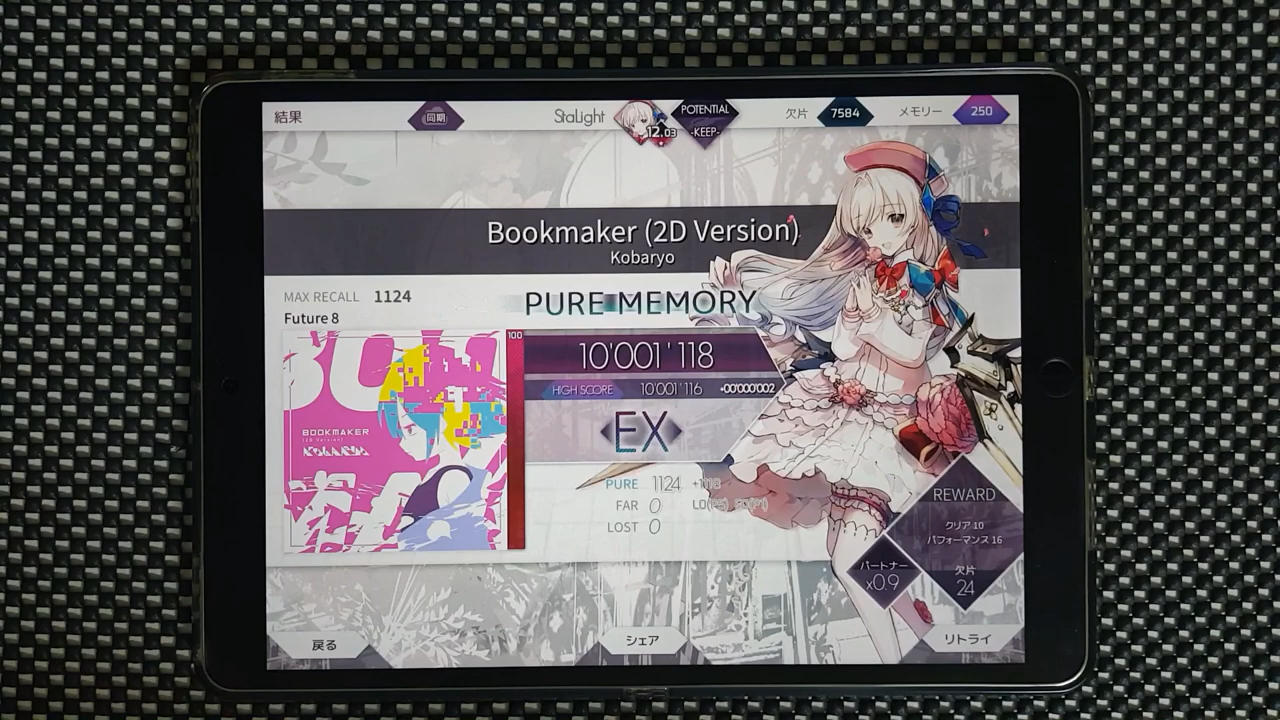 結果
同期
StaLight
12.03
POTENTIAL
-KEEP-
欠片 7584
メモリー 250
Bookmaker (2D Version)
Kobaryo
MAX RECALL 1124
PURE MEMORY
Future 8
100
10'001'118
HIGH SCORE 10'001'116 +00'000'002
EX
BOOKMAKER
(2D Version)
KOBARYO
PURE 1124 +1118
FAR 0
LOST 0
REWARD
クリア 10
パフォーマンス 16
パートナー
x0.9
欠片
24
戻る
シェア
リトライ